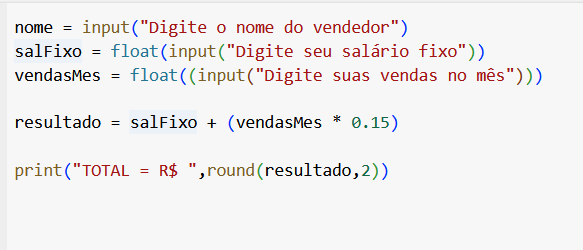 nome = input("Digite o nome do vendedor")
salFixo = float(input("Digite seu salário fixo"))
vendasMes = float((input("Digite suas vendas no mês")))
resultado = salFixo + (vendasMes * 0.15)
print("TOTAL = R$ ",round(resultado,2))